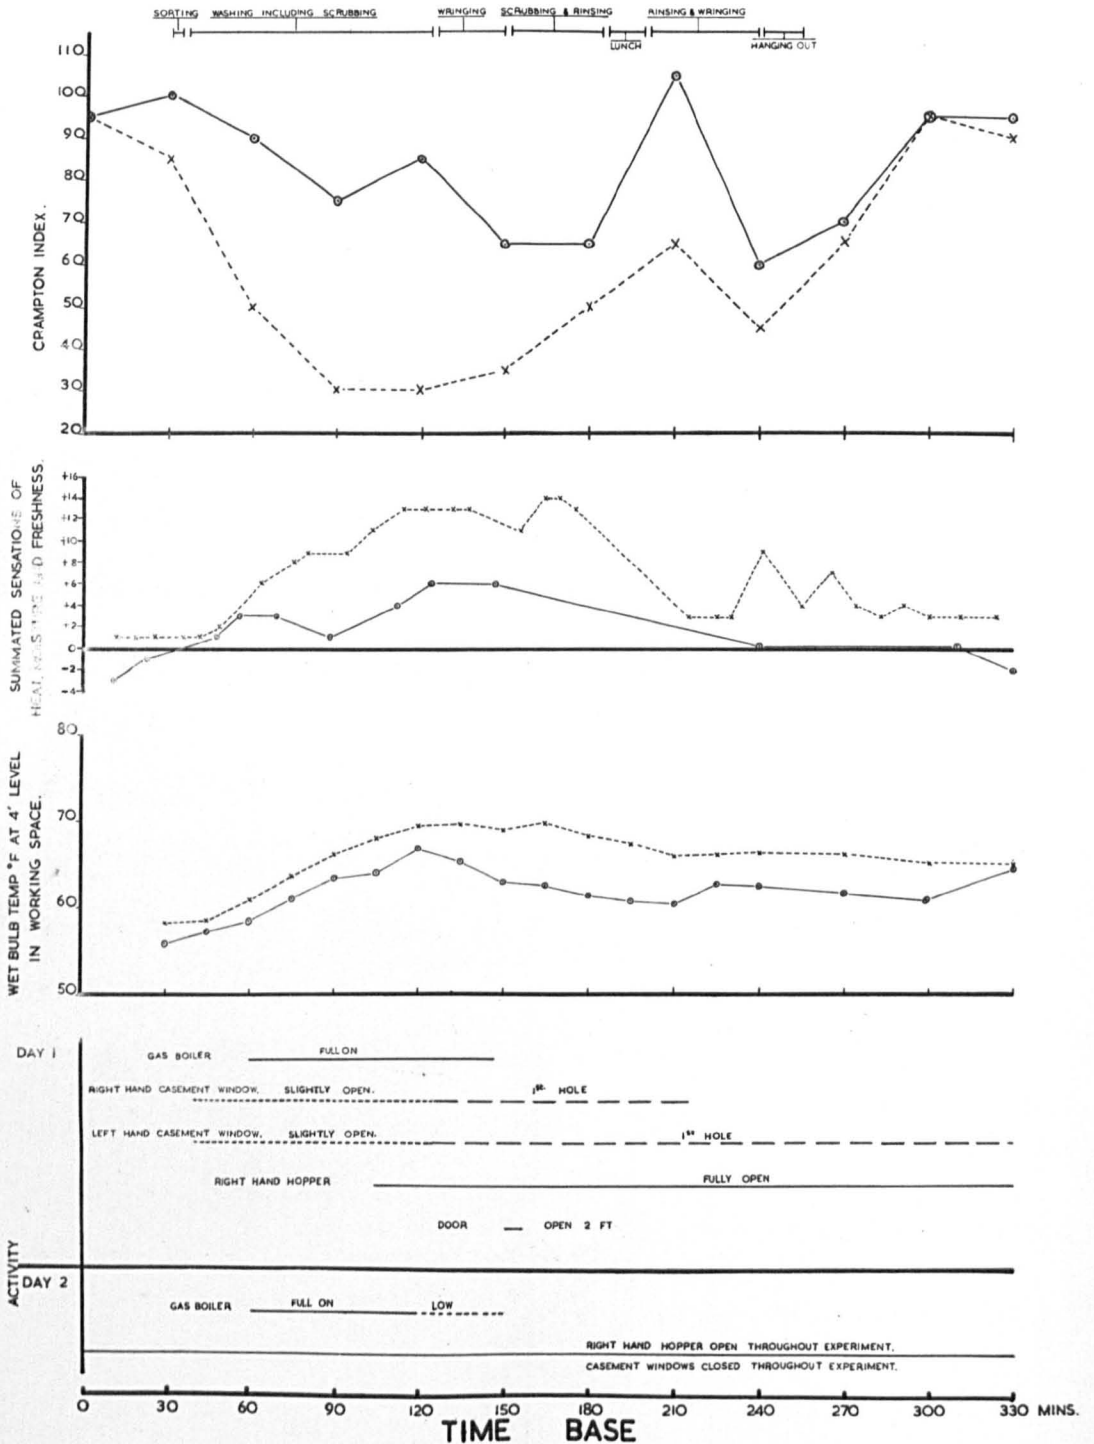 SORTING WASHING INCLUDING SCRUBBING WRINGING SCRUBBING & RINSING RINSING & WRINGING
LUNCH HANGING OUT
CRAMPTON INDEX.
110
100
90
80
70
60
50
40
30
20
SUMMATED SENSATIONS OF
HEAT, MOISTURE AND FRESHNESS.
+16
+14
+12
+10
+8
+6
+4
+2
0
-2
-4
WET BULB TEMP °F AT 4' LEVEL
IN WORKING SPACE.
80
70
60
50
ACTIVITY
DAY 1
GAS BOILER FULL ON
RIGHT HAND CASEMENT WINDOW. SLIGHTLY OPEN. 1ST HOLE
LEFT HAND CASEMENT WINDOW. SLIGHTLY OPEN. 1ST HOLE
RIGHT HAND HOPPER FULLY OPEN
DOOR OPEN 2 FT
DAY 2
GAS BOILER FULL ON LOW
RIGHT HAND HOPPER OPEN THROUGHOUT EXPERIMENT.
CASEMENT WINDOWS CLOSED THROUGHOUT EXPERIMENT.
0 30 60 90 120 150 180 210 240 270 300 330 MINS.
TIME BASE